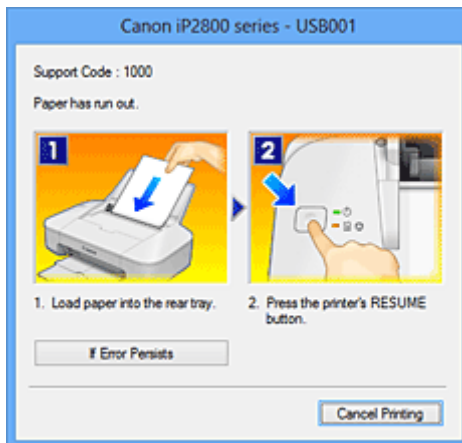 Canon iP2800 series - USB001
Support Code : 1000
Paper has run out.
1
2
1. Load paper into the rear tray.
2. Press the printer's RESUME
button.
If Error Persists
Cancel Printing